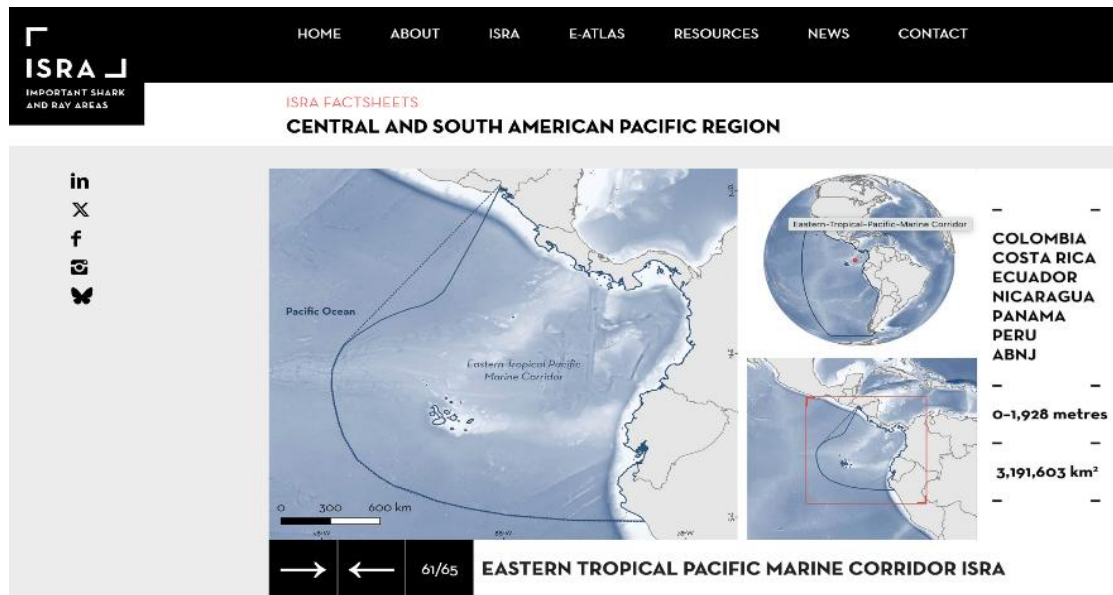 HOME ABOUT ISRA E-ATLAS RESOURCES NEWS CONTACT
ISRA
IMPORTANT SHARK
AND RAY AREAS
ISRA FACTSHEETS
CENTRAL AND SOUTH AMERICAN PACIFIC REGION
in
X
f
Pacific Ocean
Eastern Tropical Pacific
Marine Corridor
0 300 600 km
Eastern-Tropical-Pacific-Marine Corridor
COLOMBIA
COSTA RICA
ECUADOR
NICARAGUA
PANAMA
PERU
ABNJ
0–1,928 metres
3,191,603 km²
61/65
EASTERN TROPICAL PACIFIC MARINE CORRIDOR ISRA